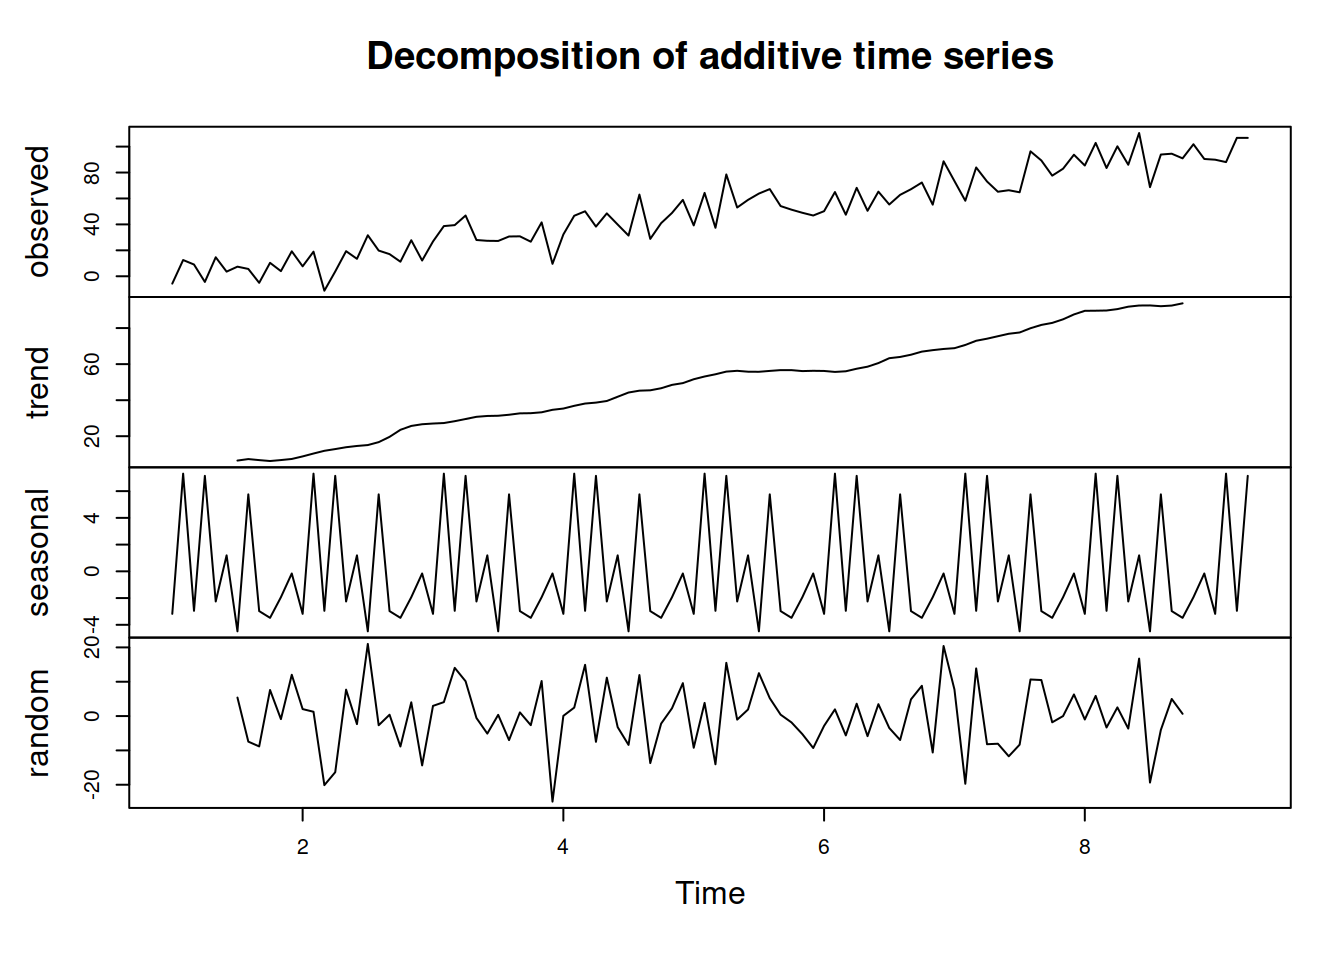 Decomposition of additive time series
observed
0 40 80
trend
20 60
seasonal
-4 0 4
random
-20 0 20
2 4 6 8
Time